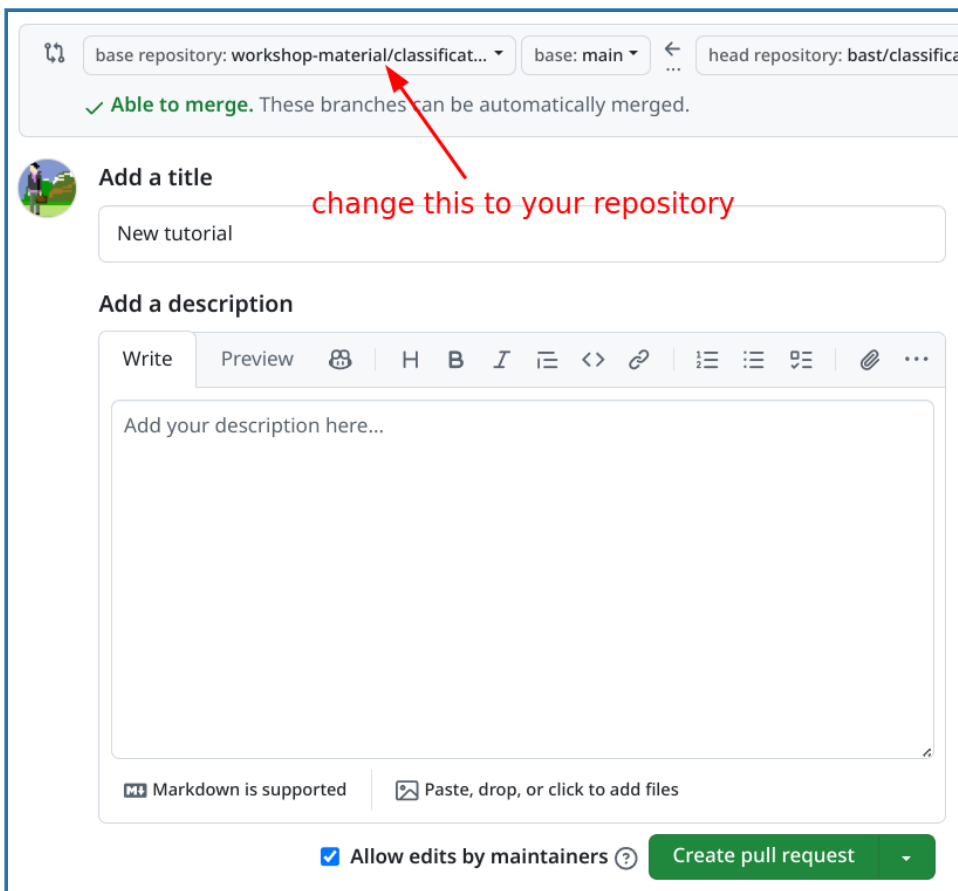 base repository: workshop-material/classificat... base: main ... head repository: bast/classifica
Able to merge. These branches can be automatically merged.
Add a title
change this to your repository
New tutorial
Add a description
Write Preview H B I <> ...
Add your description here...
M↓ Markdown is supported Paste, drop, or click to add files
Allow edits by maintainers ? Create pull request